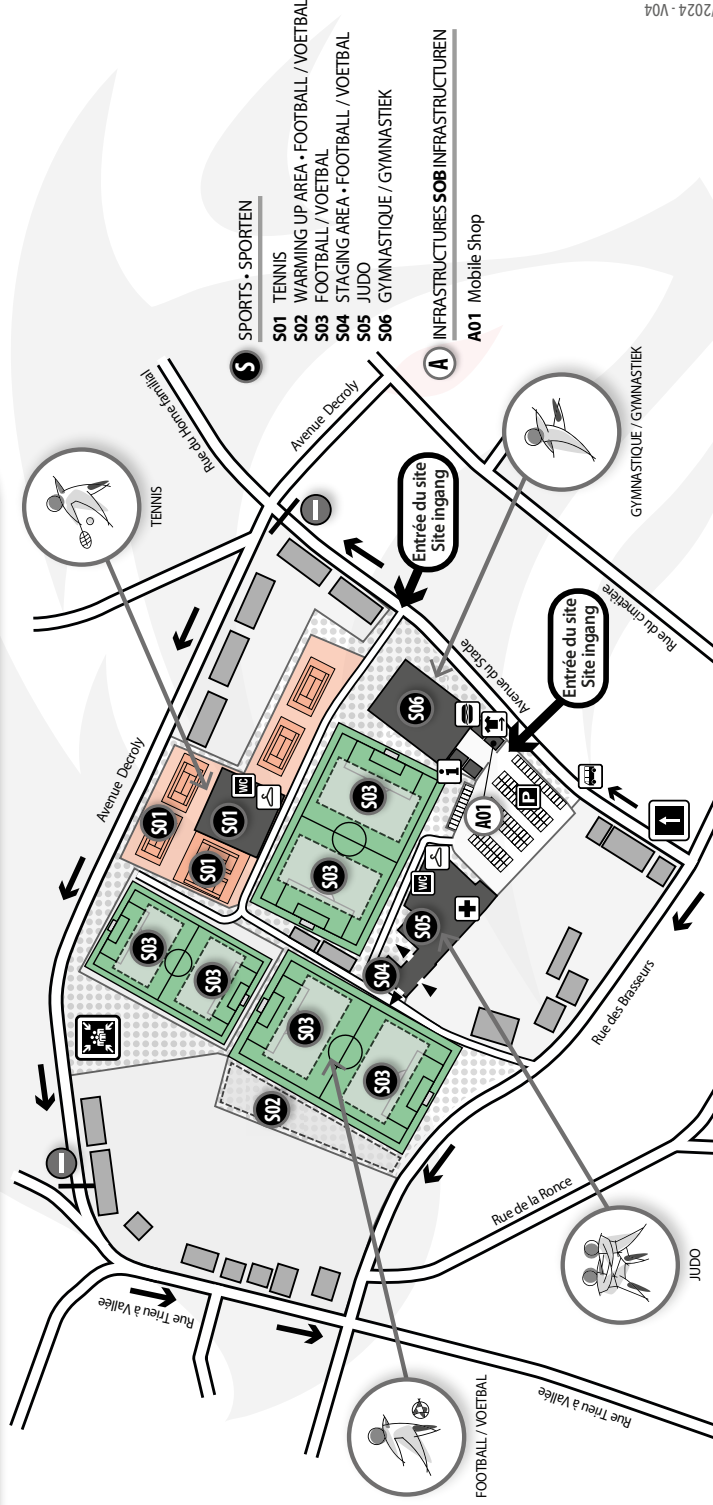 S SPORTS • SPORTEN
S01 TENNIS
S02 WARMING UP AREA • FOOTBALL / VOETBAL
S03 FOOTBALL / VOETBAL
S04 STAGING AREA • FOOTBALL / VOETBAL
S05 JUDO
S06 GYMNASTIQUE / GYMNASTIEK
A INFRASTRUCTURES SOB INFRASTRUCTUREN
A01 Mobile Shop
/2024 - V04
Rue du Home familial
Avenue Decroly
TENNIS
Entrée du site
Site ingang
GYMNASTIQUE / GYMNASTIEK
Avenue Decroly
Avenue du Stade
Rue du cimetière
Entrée du site
Site ingang
S01
S01
S01
WC
S06
i
A01
P
S03
S03
WC
S05
S04
S03
S03
S03
S03
S02
Rue des Brasseurs
Rue de la Ronce
JUDO
Rue Trieu à Vallée
Rue Trieu à Vallée
FOOTBALL / VOETBAL